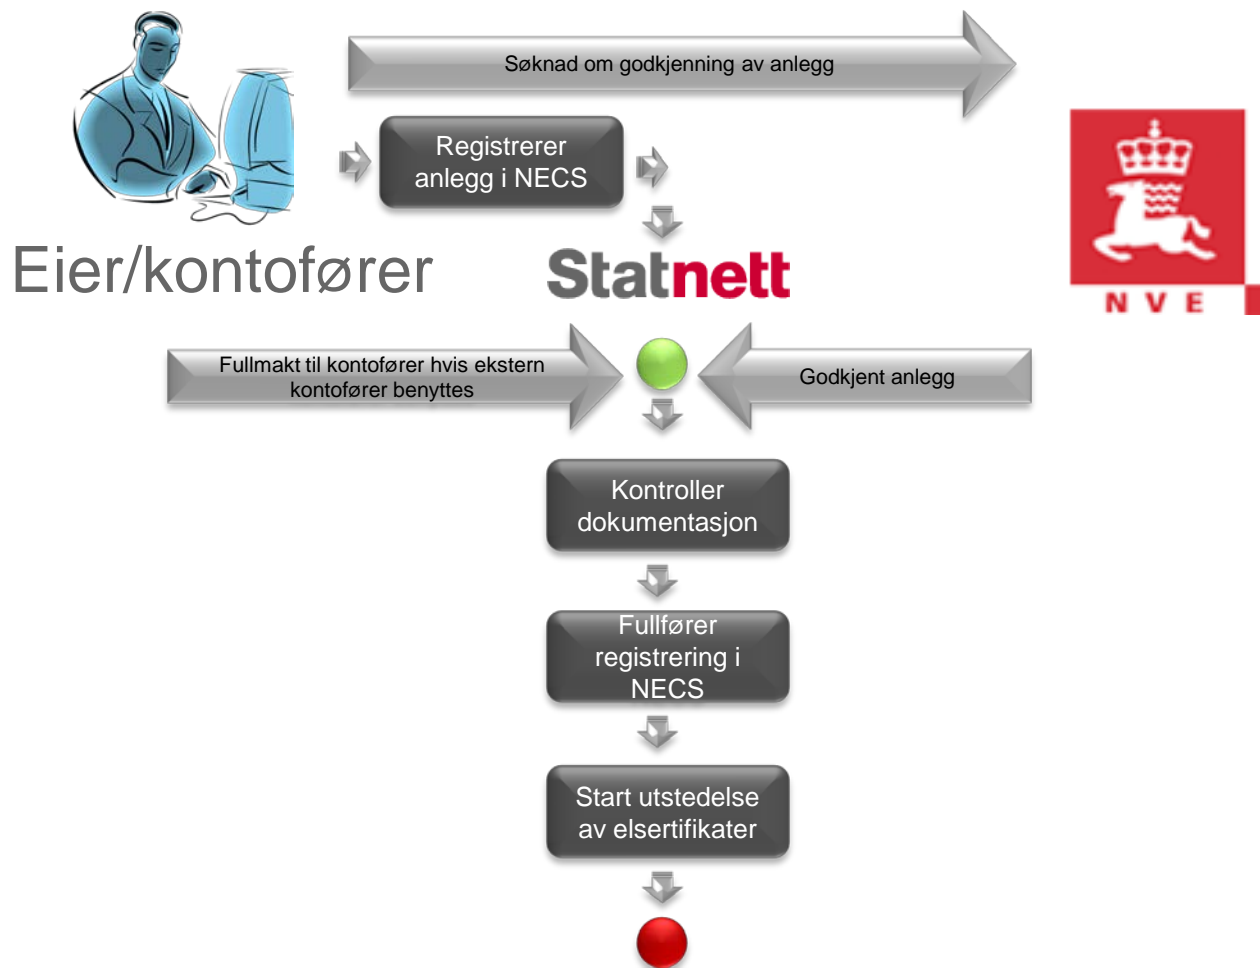 Søknad om godkjenning av anlegg
Registrerer
anlegg i NECS
Eier/kontofører
Statnett
N V E
Fullmakt til kontofører hvis ekstern
kontofører benyttes
Godkjent anlegg
Kontroller
dokumentasjon
Fullfører
registrering i
NECS
Start utstedelse
av elsertifikater